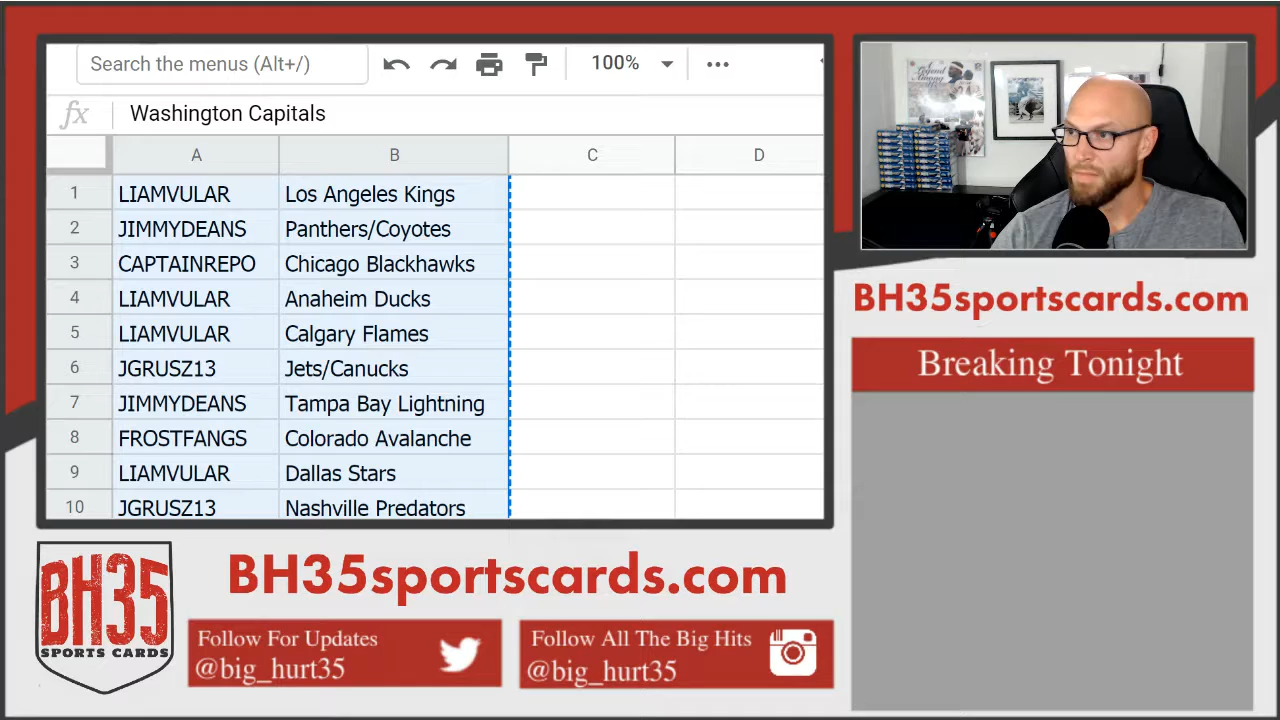 Search the menus (Alt+/)
100%
fx
Washington Capitals
A B C D
1 LIAMVULAR Los Angeles Kings
2 JIMMYDEANS Panthers/Coyotes
3 CAPTAINREPO Chicago Blackhawks
4 LIAMVULAR Anaheim Ducks
5 LIAMVULAR Calgary Flames
6 JGRUSZ13 Jets/Canucks
7 JIMMYDEANS Tampa Bay Lightning
8 FROSTFANGS Colorado Avalanche
9 LIAMVULAR Dallas Stars
10 JGRUSZ13 Nashville Predators
BH35sportscards.com
Breaking Tonight
BH35
SPORTS CARDS
BH35sportscards.com
Follow For Updates
@big_hurt35
Follow All The Big Hits
@big_hurt35